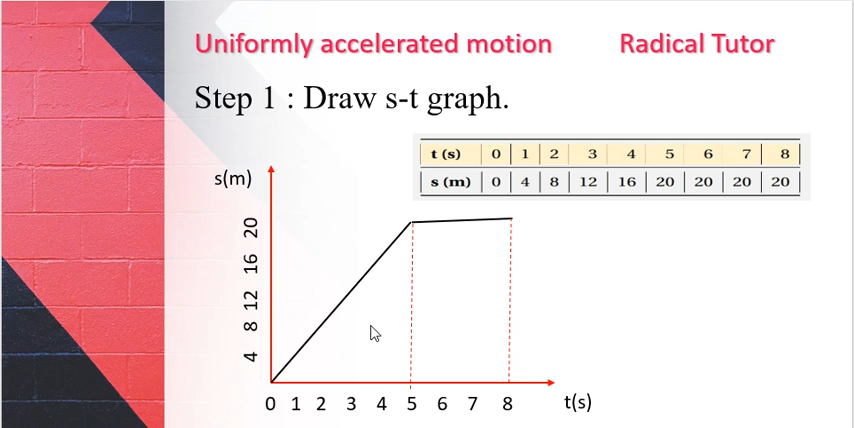 Uniformly accelerated motion Radical Tutor
Step 1 : Draw s-t graph.
t (s) 0 1 2 3 4 5 6 7 8
s (m) 0 4 8 12 16 20 20 20 20
s(m)
20
16
12
8
4
0 1 2 3 4 5 6 7 8 t(s)